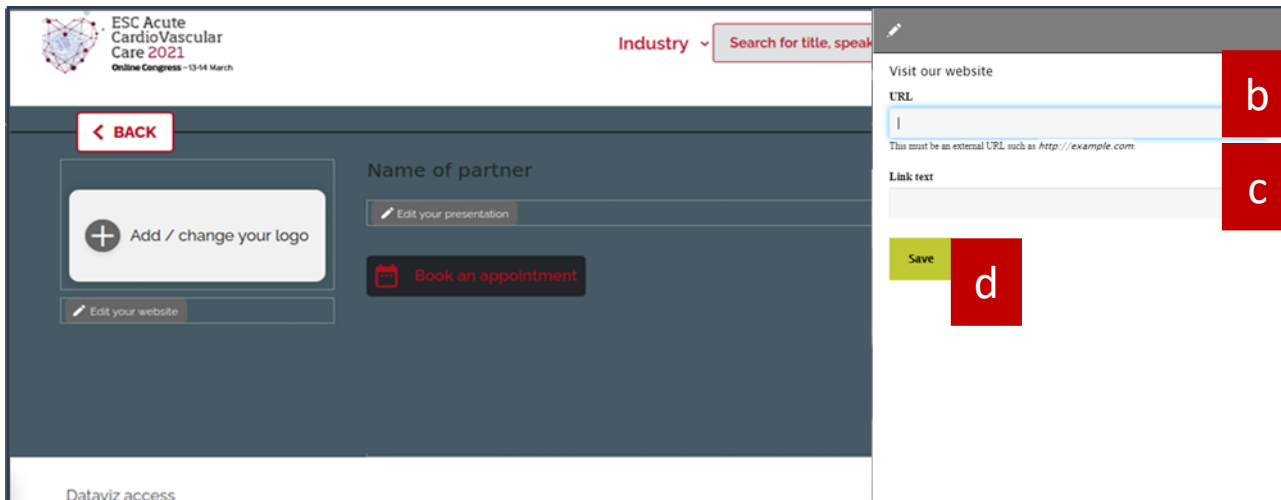 ESC Acute
CardioVascular
Care 2021
Online Congress - 13-14 March
Industry
Search for title, speak
BACK
Name of partner
Edit your presentation
Add / change your logo
Book an appointment
Edit your website
Dataviz access
Visit our website
URL
b
This must be an external URL such as http://example.com.
Link text
c
Save
d